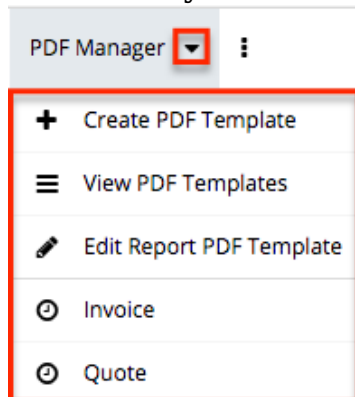 PDF Manager
Create PDF Template
View PDF Templates
Edit Report PDF Template
Invoice
Quote